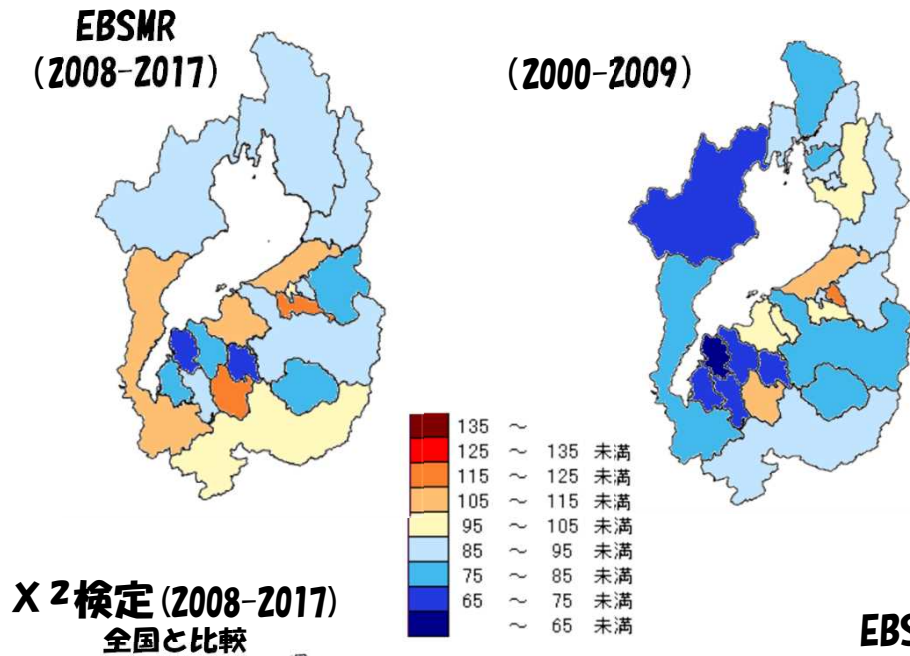 EBSMR
(2008-2017)
(2000-2009)
135 ～
125 ～ 135 未満
115 ～ 125 未満
105 ～ 115 未満
95 ～ 105 未満
85 ～ 95 未満
75 ～ 85 未満
65 ～ 75 未満
～ 65 未満
X²検定(2008-2017)
全国と比較
EBS